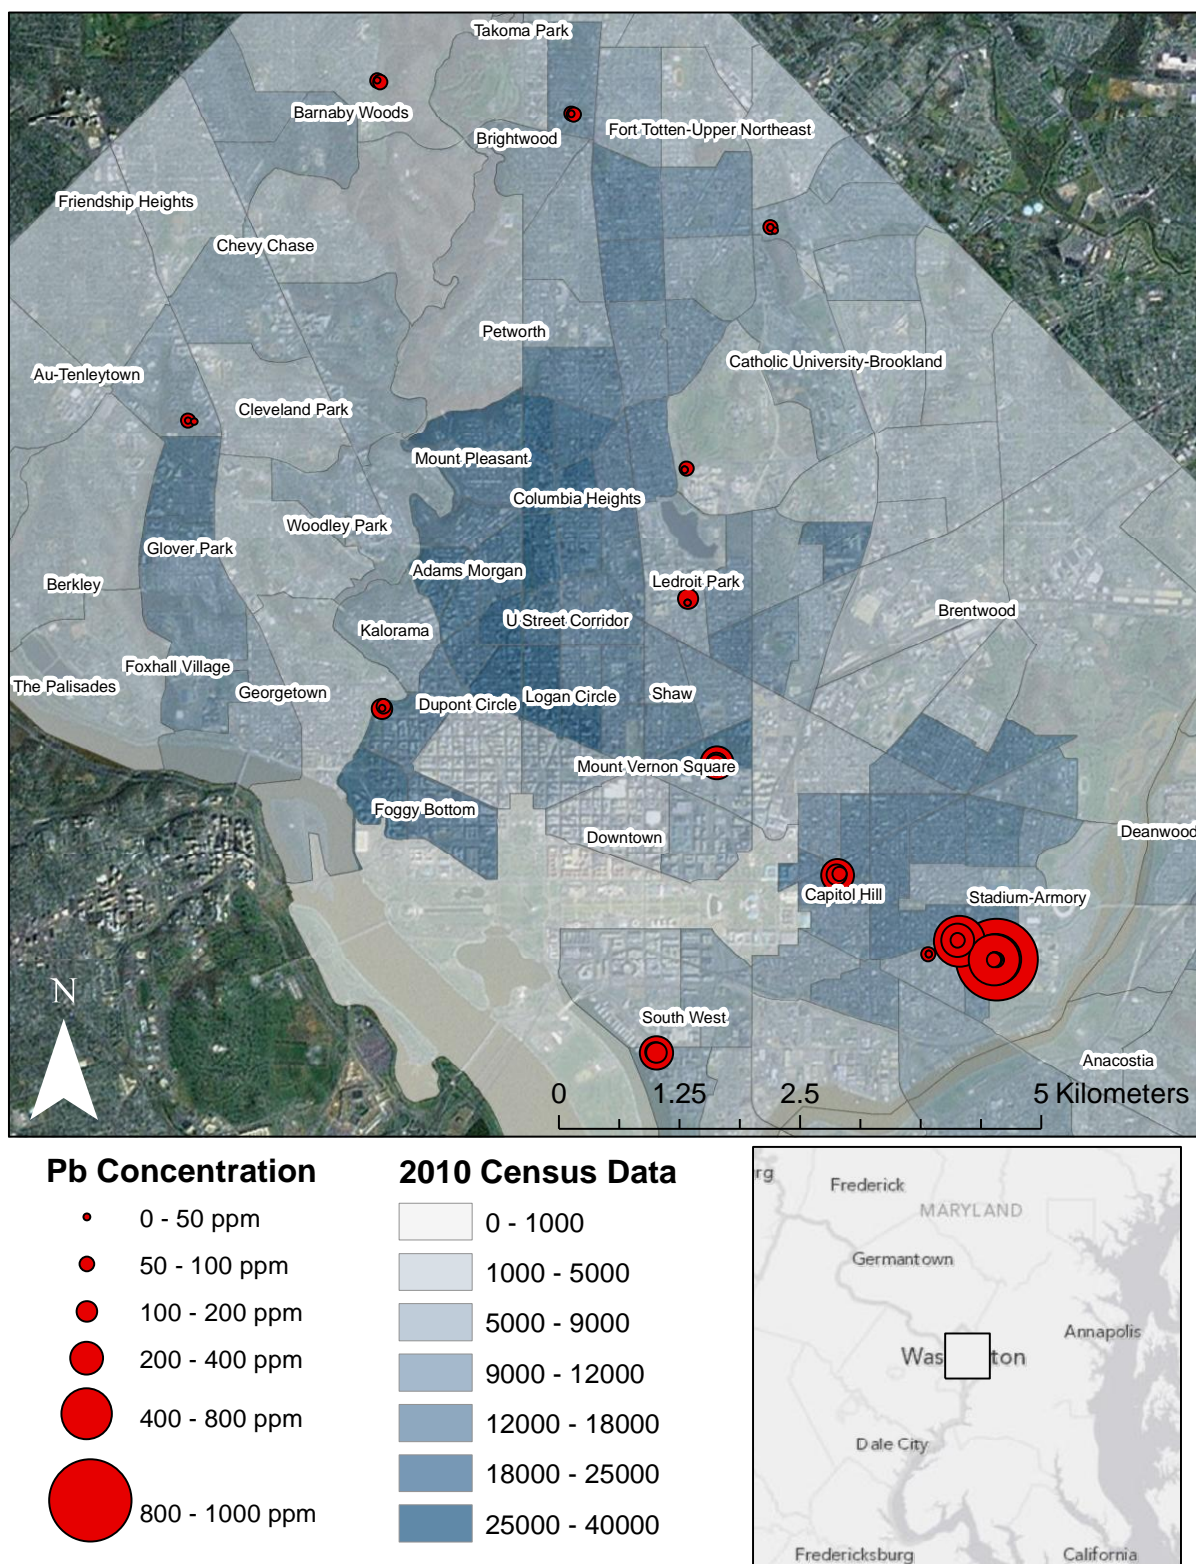 Takoma Park
Barnaby Woods
Brightwood
Fort Totten-Upper Northeast
Friendship Heights
Chevy Chase
Petworth
Catholic University-Brookland
Au-Tenleytown
Cleveland Park
Mount Pleasant
Columbia Heights
Woodley Park
Glover Park
Adams Morgan
Ledroit Park
Berkley
Brentwood
U Street Corridor
Kalorama
Foxhall Village
The Palisades
Georgetown
Dupont Circle
Logan Circle
Shaw
Mount Vernon Square
Foggy Bottom
Downtown
Deanwood
Capitol Hill
Stadium-Armory
N
South West
Anacostia
0 1.25 2.5 5 Kilometers
Pb Concentration
0 - 50 ppm
50 - 100 ppm
100 - 200 ppm
200 - 400 ppm
400 - 800 ppm
800 - 1000 ppm
2010 Census Data
0 - 1000
1000 - 5000
5000 - 9000
9000 - 12000
12000 - 18000
18000 - 25000
25000 - 40000
rg
Frederick
MARYLAND
Germantown
Annapolis
Was ton
Dale City
Fredericksburg
California